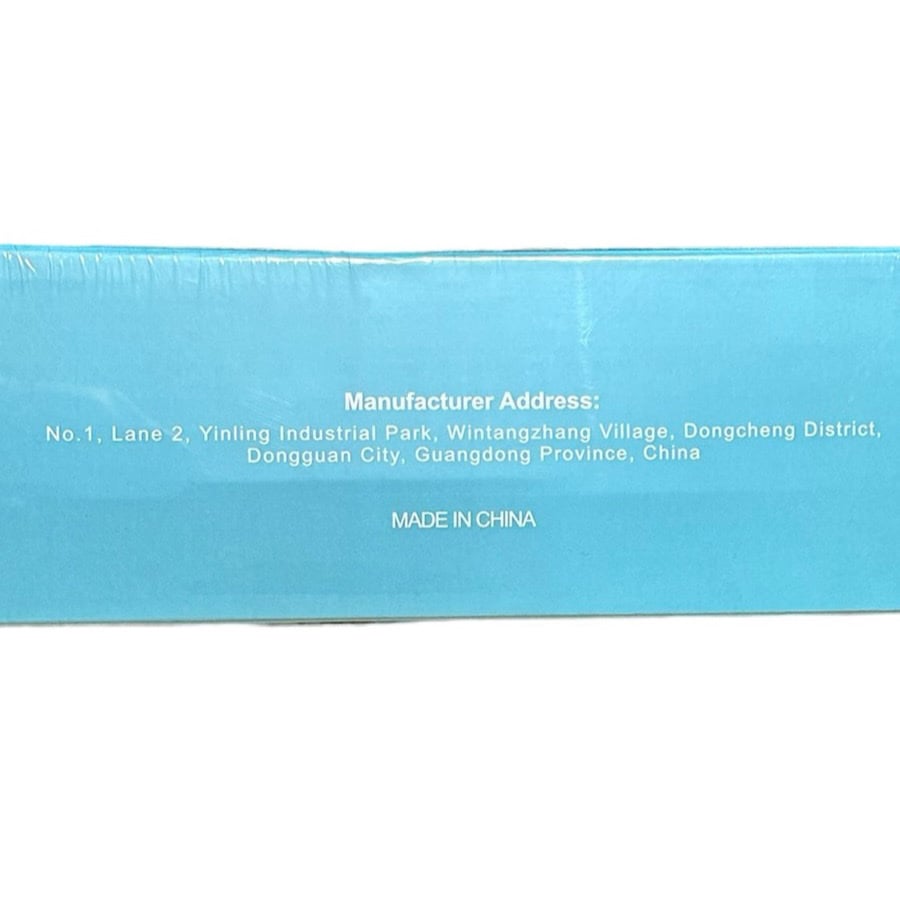 Manufacturer Address:
No.1, Lane 2, Yinling Industrial Park, Wintangzhang Village, Dongcheng District,
Dongguan City, Guangdong Province, China
MADE IN CHINA